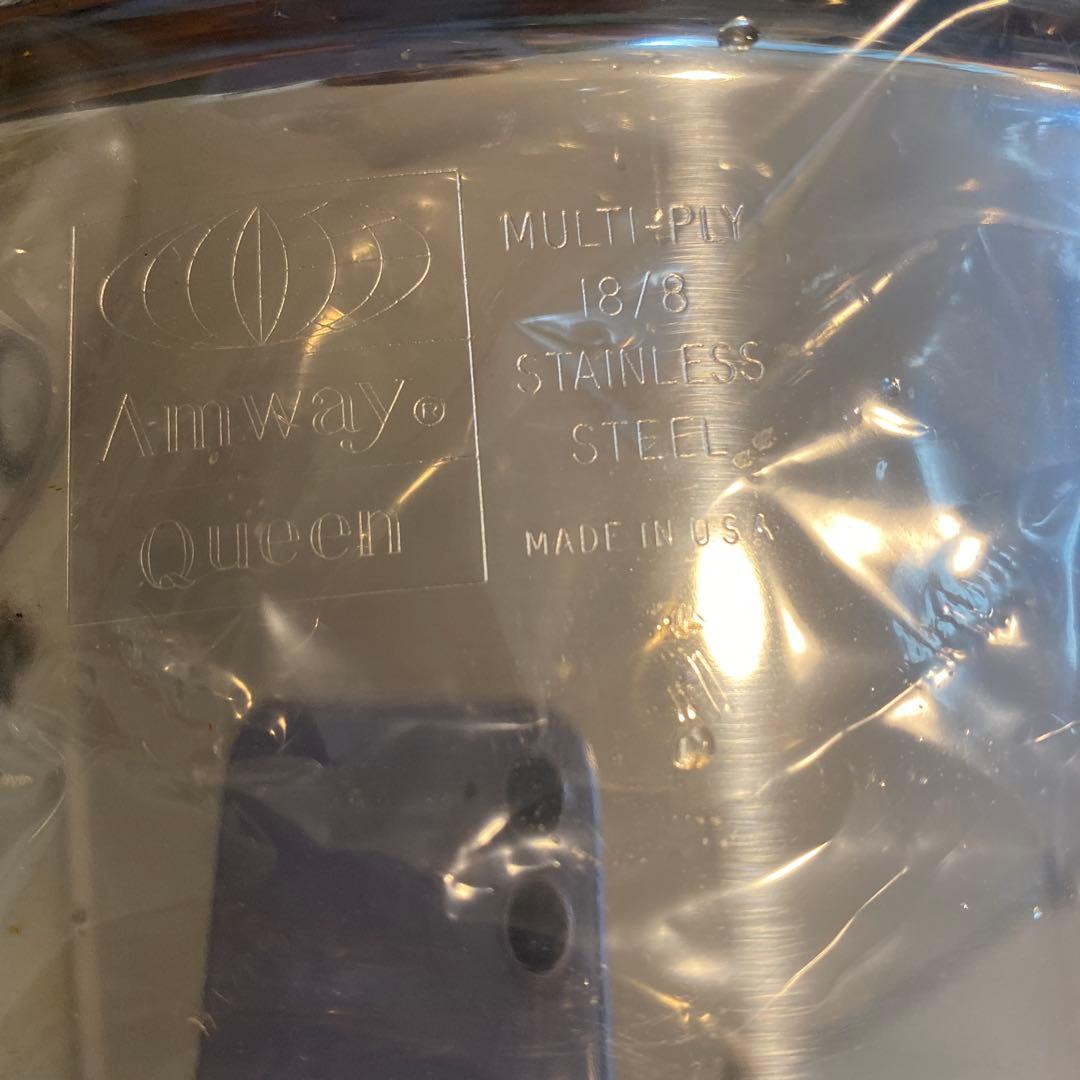 Amway®
Queen
MULTI-PLY
18/8
STAINLESS
STEEL
MADE IN USA